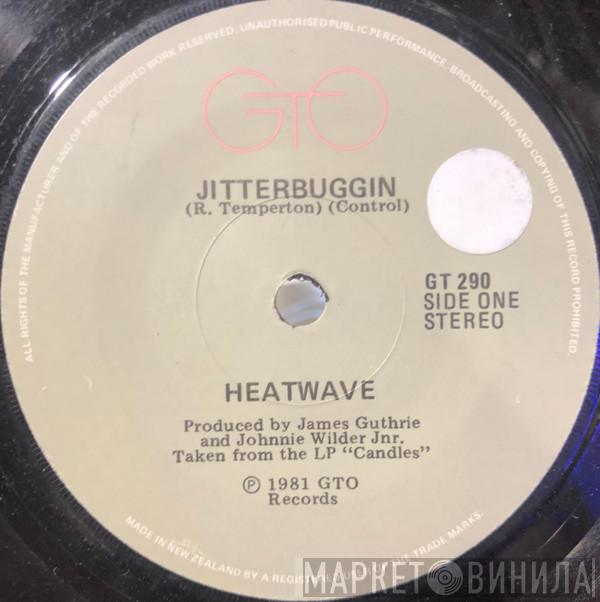 ALL RIGHTS OF THE MANUFACTURER AND OF THE RECORDED WORK RESERVED. UNAUTHORISED PUBLIC PERFORMANCE, BROADCASTING AND COPYING OF THIS RECORD PROHIBITED.
GTO
JITTERBUGGIN
(R. Temperton) (Control)
GT 290
SIDE ONE
STEREO
HEATWAVE
Produced by James Guthrie
and Johnnie Wilder Jnr.
Taken from the LP “Candles”
℗ 1981 GTO
Records
MADE IN NEW ZEALAND BY A REGISTERED USER OF THE TRADE MARKS.
МАРКЕТ ВИНИЛА